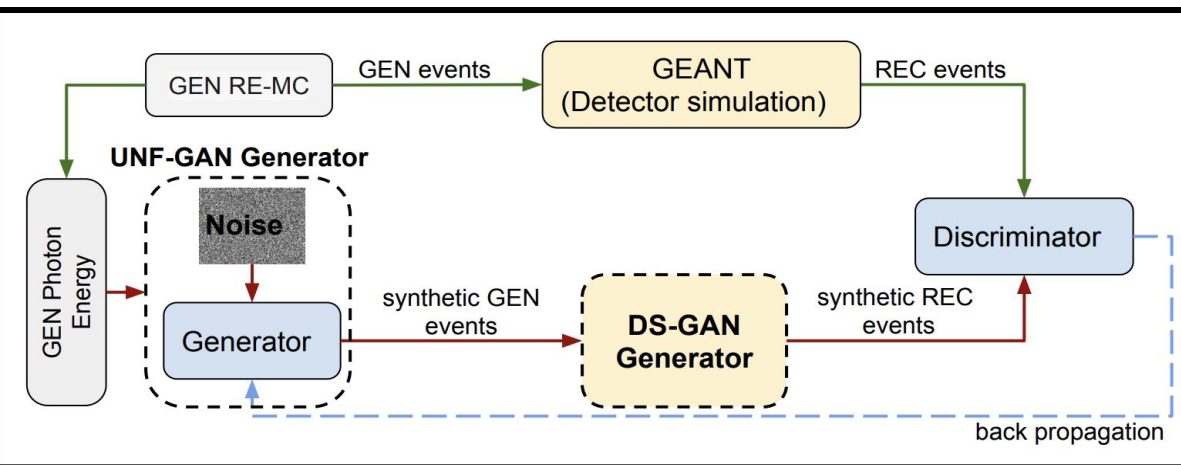 GEN RE-MC
GEN events
GEANT
(Detector simulation)
REC events
UNF-GAN Generator
Noise
GEN Photon
Energy
Generator
synthetic GEN
events
DS-GAN
Generator
synthetic REC
events
Discriminator
back propagation